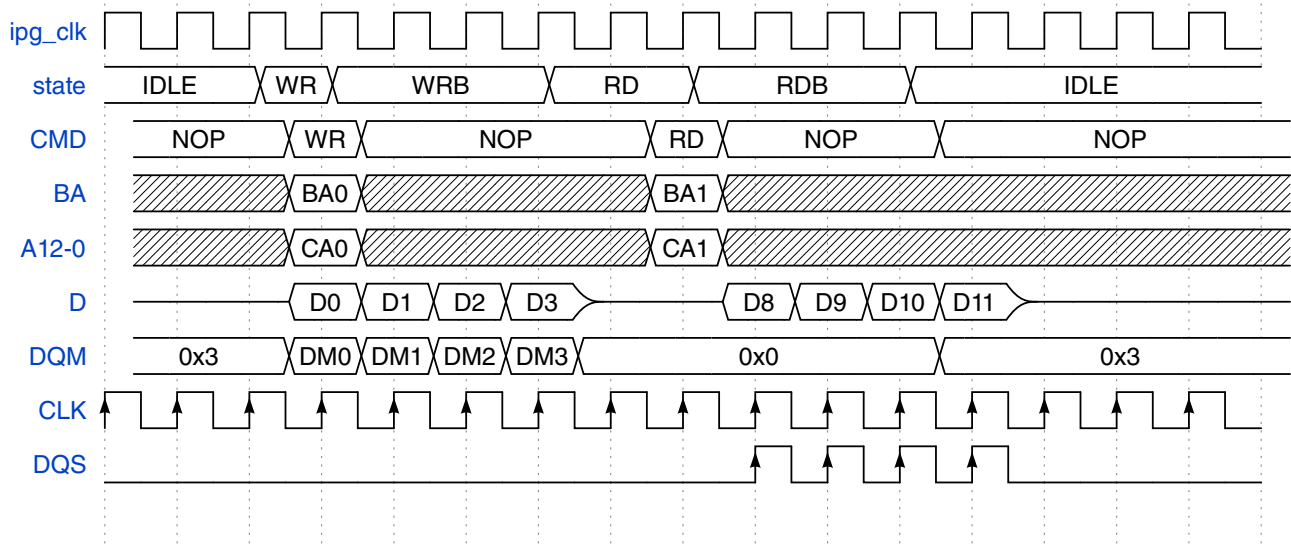 ipg_clk
state IDLE WR WRB RD RDB IDLE
CMD NOP WR NOP RD NOP NOP
BA BA0 BA1
A12-0 CA0 CA1
D D0 D1 D2 D3 D8 D9 D10 D11
DQM 0x3 DM0 DM1 DM2 DM3 0x0 0x3
CLK
DQS